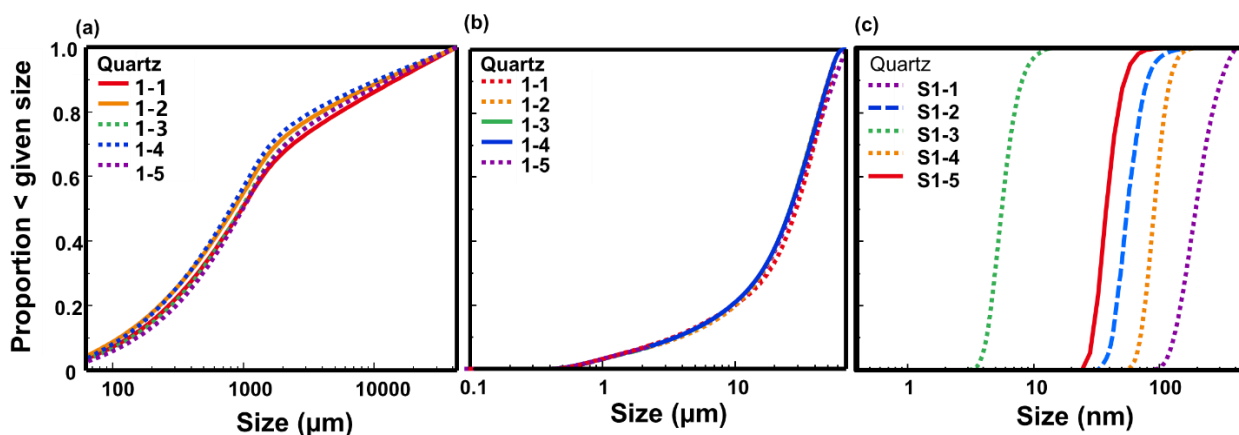 (a)
Proportion < given size
1.0
0.8
0.6
0.4
0.2
0
Quartz
1-1
1-2
1-3
1-4
1-5
100
1000
10000
Size (µm)
(b)
Quartz
1-1
1-2
1-3
1-4
1-5
0.1
1
10
Size (µm)
(c)
Quartz
S1-1
S1-2
S1-3
S1-4
S1-5
1
10
100
Size (nm)